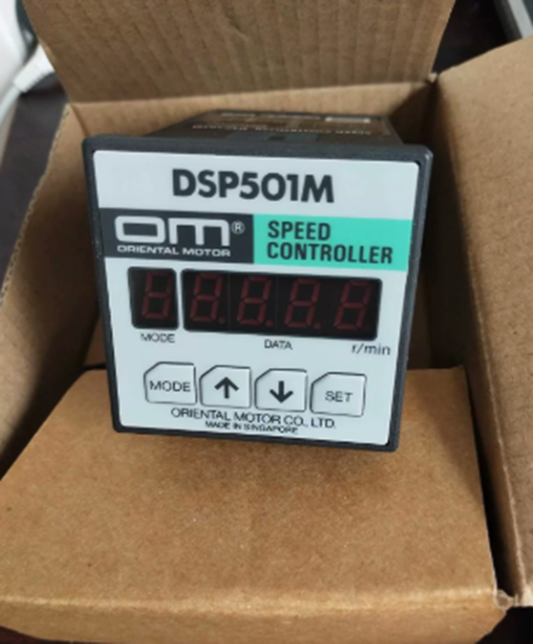 DSP501M
OM®
ORIENTAL MOTOR
SPEED
CONTROLLER
MODE
DATA
r/min
MODE
↑
↓
SET
ORIENTAL MOTOR CO., LTD.
MADE IN SINGAPORE